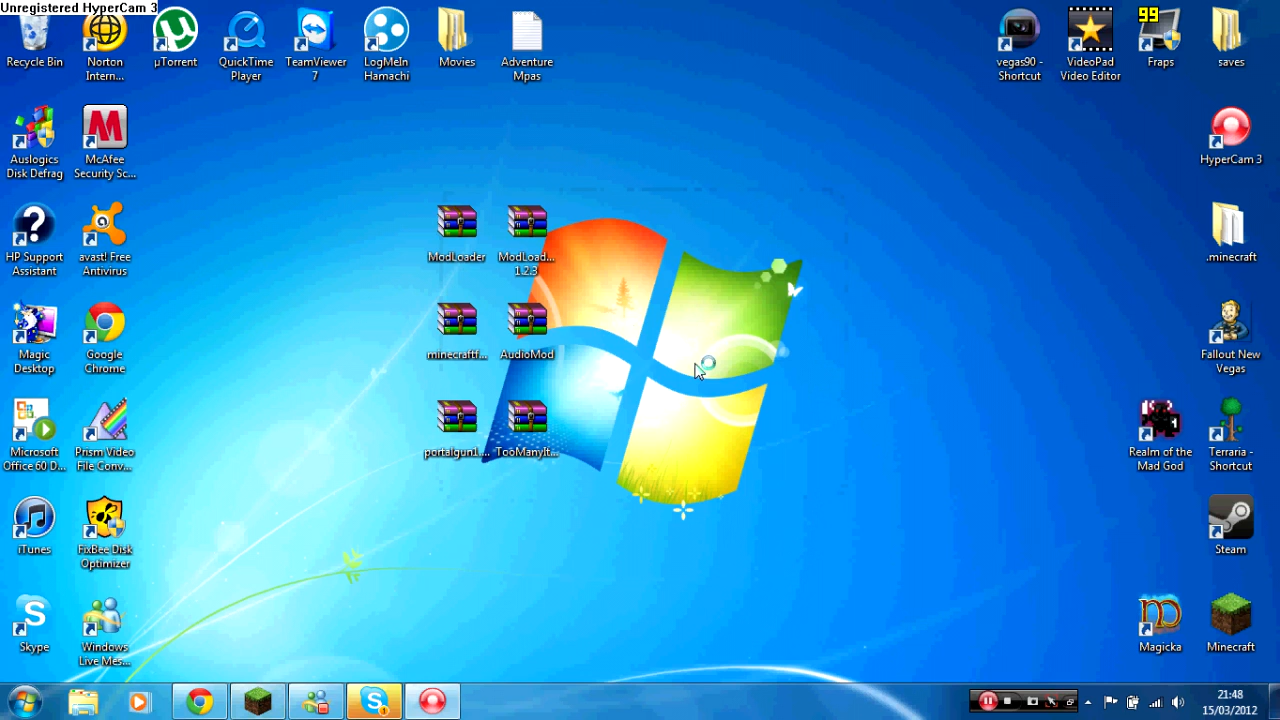 Unregistered HyperCam 3
Recycle Bin
Norton
Intern...
µTorrent
QuickTime
Player
TeamViewer
7
LogMeIn
Hamachi
Movies
Adventure
Mpas
vegas90 -
Shortcut
VideoPad
Video Editor
99
Fraps
saves
Auslogics
Disk Defrag
McAfee
Security Sc...
HyperCam 3
HP Support
Assistant
avast! Free
Antivirus
ModLoader
ModLoad...
1.2.3
.minecraft
Magic
Desktop
Google
Chrome
minecraftf...
AudioMod
Fallout New
Vegas
Microsoft
Office 60 D...
Prism Video
File Conv...
portalgun1....
TooManyIt...
Realm of the
Mad God
Terraria -
Shortcut
iTunes
FixBee Disk
Optimizer
Steam
Skype
Windows
Live Mes...
Magicka
Minecraft
21:48
15/03/2012